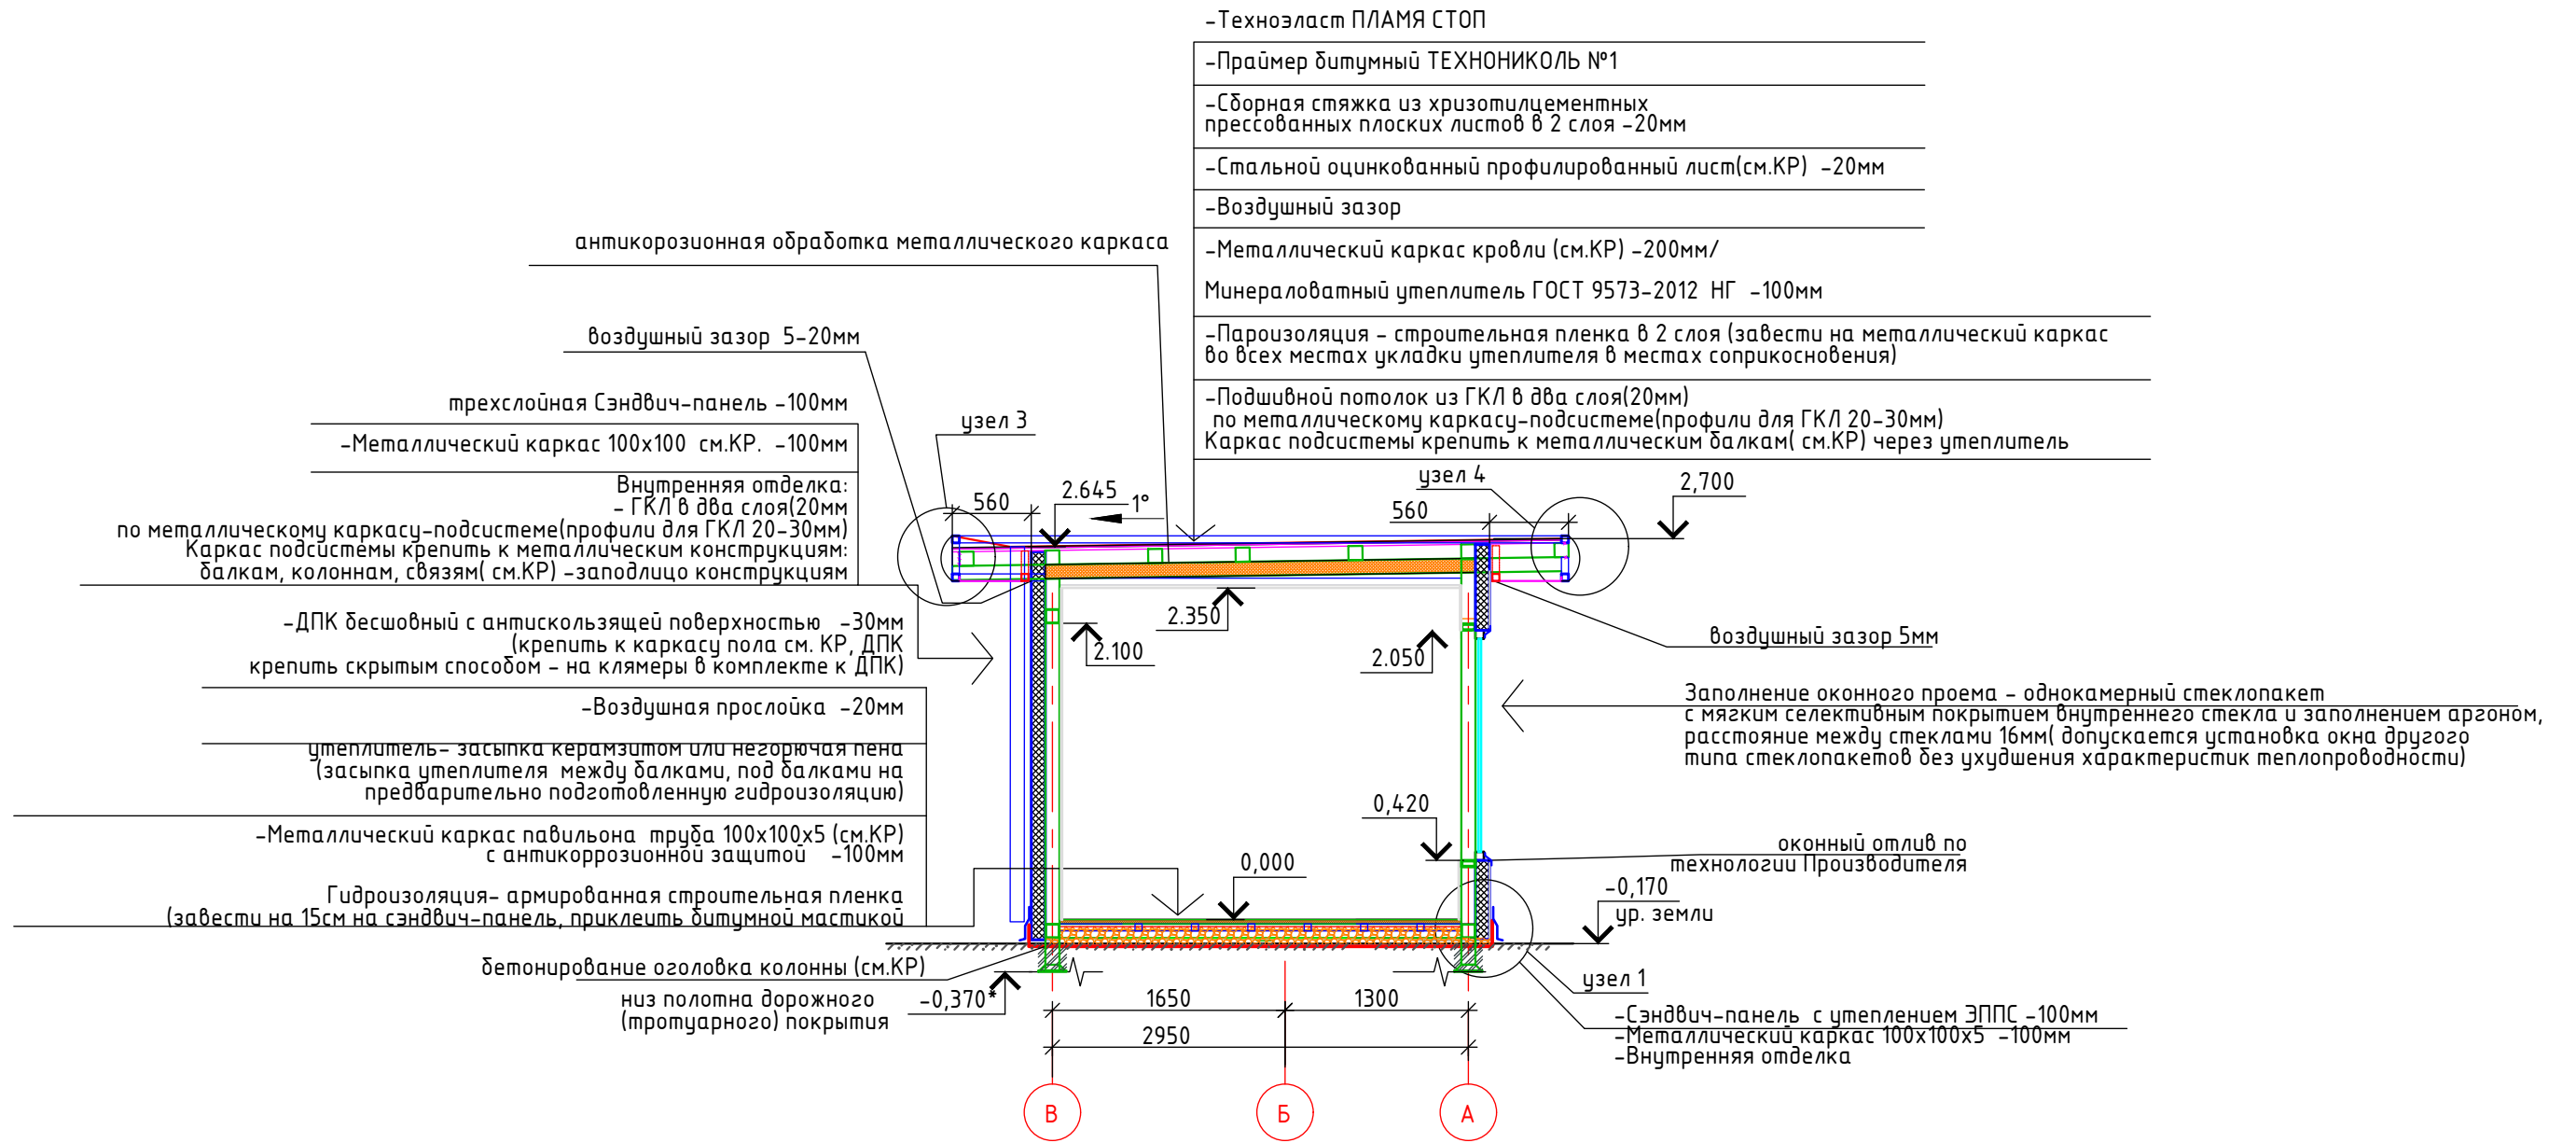 -Техноэласт ПЛАМЯ СТОП
-Праймер битумный ТЕХНОНИКОЛЬ №1
-Сборная стяжка из хризотилцементных
прессованных плоских листов в 2 слоя -20мм
-Стальной оцинкованный профилированный лист(см.КР) -20мм
-Воздушный зазор
-Металлический каркас кровли (см.КР) -200мм/
Минераловатный утеплитель ГОСТ 9573-2012 НГ -100мм
-Пароизоляция - строительная пленка в 2 слоя (завести на металлический каркас
во всех местах укладки утеплителя в местах соприкосновения)
-Подшивной потолок из ГКЛ в два слоя(20мм)
по металлическому каркасу-подсистеме(профили для ГКЛ 20-30мм)
Каркас подсистемы крепить к металлическим балкам( см.КР) через утеплитель
антикорозионная обработка металлического каркаса
воздушный зазор 5-20мм
трехслойная Сэндвич-панель -100мм
-Металлический каркас 100х100 см.КР. -100мм
Внутренняя отделка:
- ГКЛ в два слоя(20мм
по металлическому каркасу-подсистеме(профили для ГКЛ 20-30мм)
Каркас подсистемы крепить к металлическим конструкциям:
балкам, колоннам, связям( см.КР) -заподлицо конструкциям
-ДПК бесшовный с антискользящей поверхностью -30мм
(крепить к каркасу пола см. КР, ДПК
крепить скрытым способом - на клямеры в комплекте к ДПК)
-Воздушная прослойка -20мм
утеплитель- засыпка керамзитом или негорючая пена
(засыпка утеплителя между балками, под балками на
предварительно подготовленную гидроизоляцию)
-Металлический каркас павильона труба 100х100х5 (см.КР)
с антикоррозионной защитой -100мм
Гидроизоляция- армированная строительная пленка
(завести на 15см на сэндвич-панель, приклеить битумной мастикой
бетонирование оголовка колонны (см.КР)
низ полотна дорожного
(тротуарного) покрытия
-0,370*
узел 3
560
2.645
1°
узел 4
560
2,700
2.350
2.100
2.050
воздушный зазор 5мм
Заполнение оконного проема - однокамерный стеклопакет
с мягким селективным покрытием внутреннего стекла и заполнением аргоном,
расстояние между стеклами 16мм( допускается установка окна другого
типа стеклопакетов без ухудшения характеристик теплопроводности)
0,420
0,000
оконный отлив по
технологии Производителя
-0,170
ур. земли
узел 1
-Сэндвич-панель с утеплением ЭППС -100мм
-Металлический каркас 100х100х5 -100мм
-Внутренняя отделка
1650
1300
2950
В
Б
А